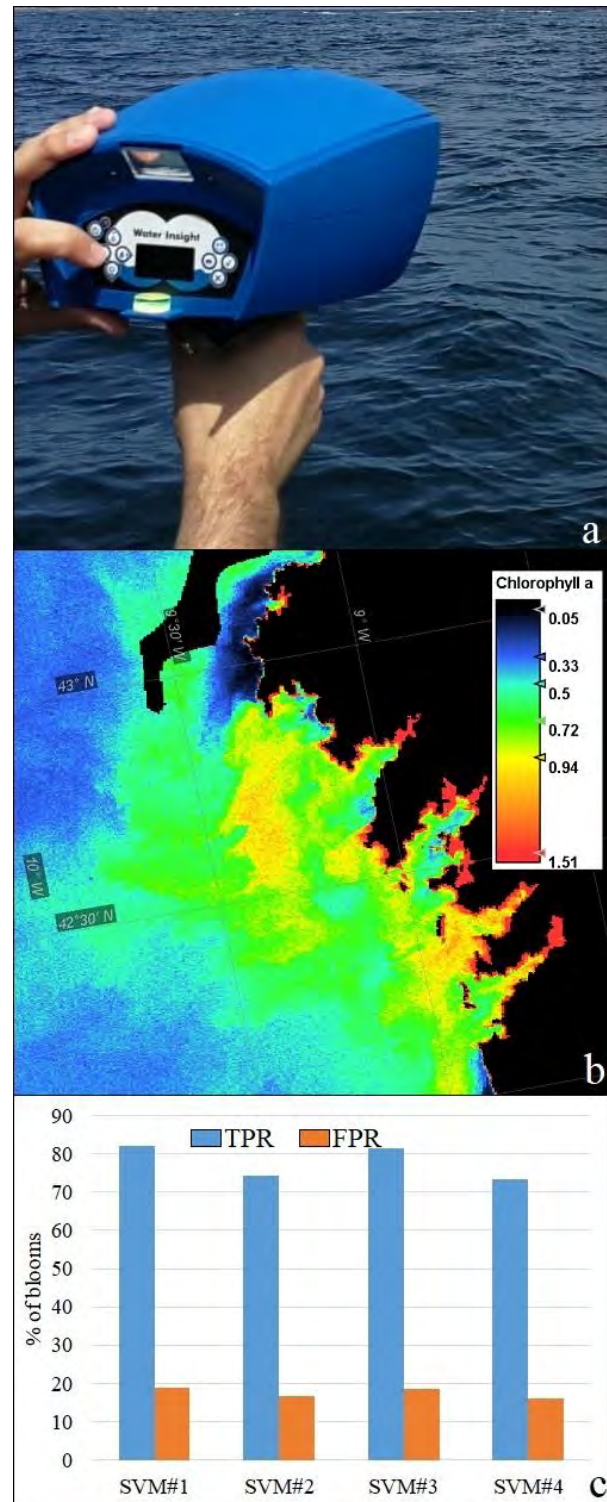 Water Insight
a
Chlorophyll a
0.05
0.33
0.5
0.72
0.94
1.51
9°30' W
9° W
43° N
10° W
42°30' N
b
90
80
70
60
50
40
30
20
10
0
% of blooms
TPR
FPR
SVM#1
SVM#2
SVM#3
SVM#4
c